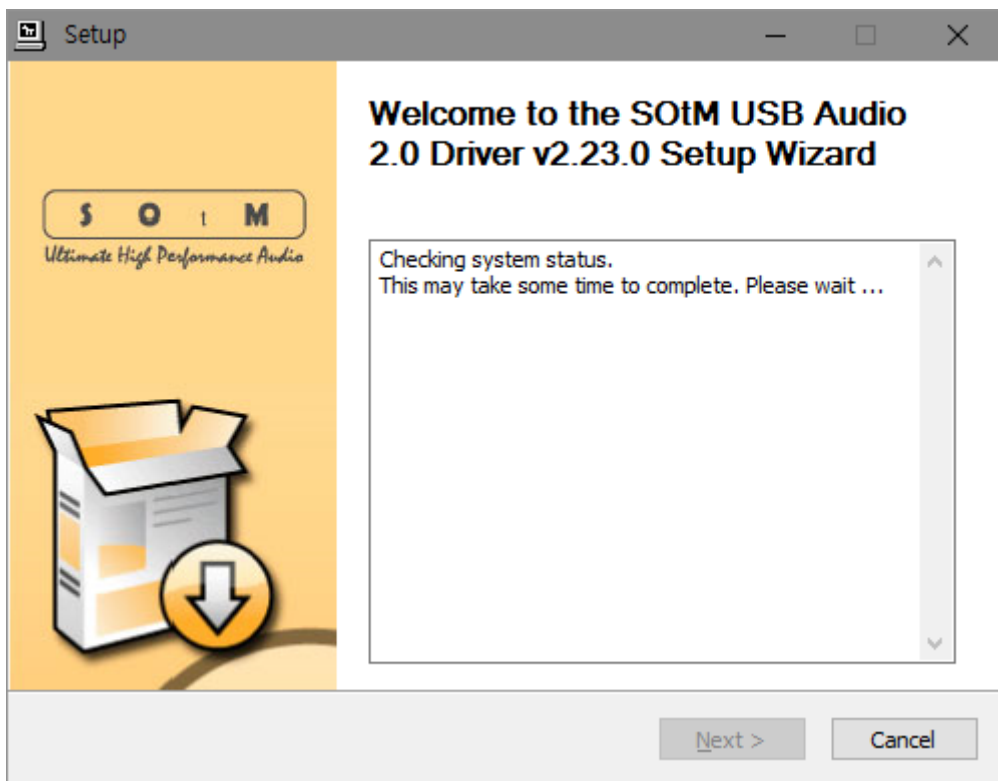 Setup
Welcome to the SOtM USB Audio
2.0 Driver v2.23.0 Setup Wizard
S O t M
Ultimate High Performance Audio
Checking system status.
This may take some time to complete. Please wait ...
Next >
Cancel